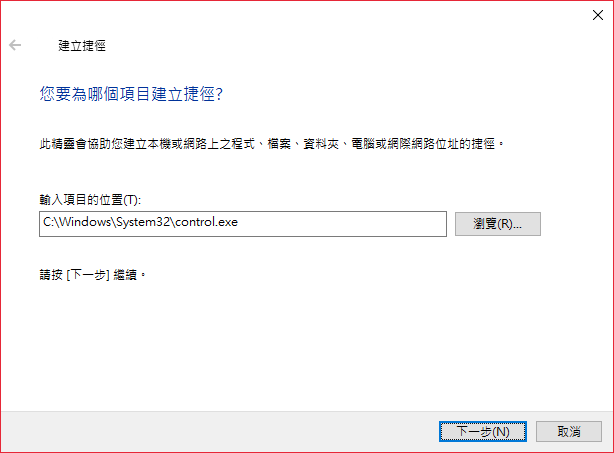 建立捷徑
您要為哪個項目建立捷徑?
此精靈會協助您建立本機或網路上之程式、檔案、資料夾、電腦或網際網路位址的捷徑。
輸入項目的位置(T):
C:\Windows\System32\control.exe
瀏覽(R)...
請按 [下一步] 繼續。
下一步(N)
取消